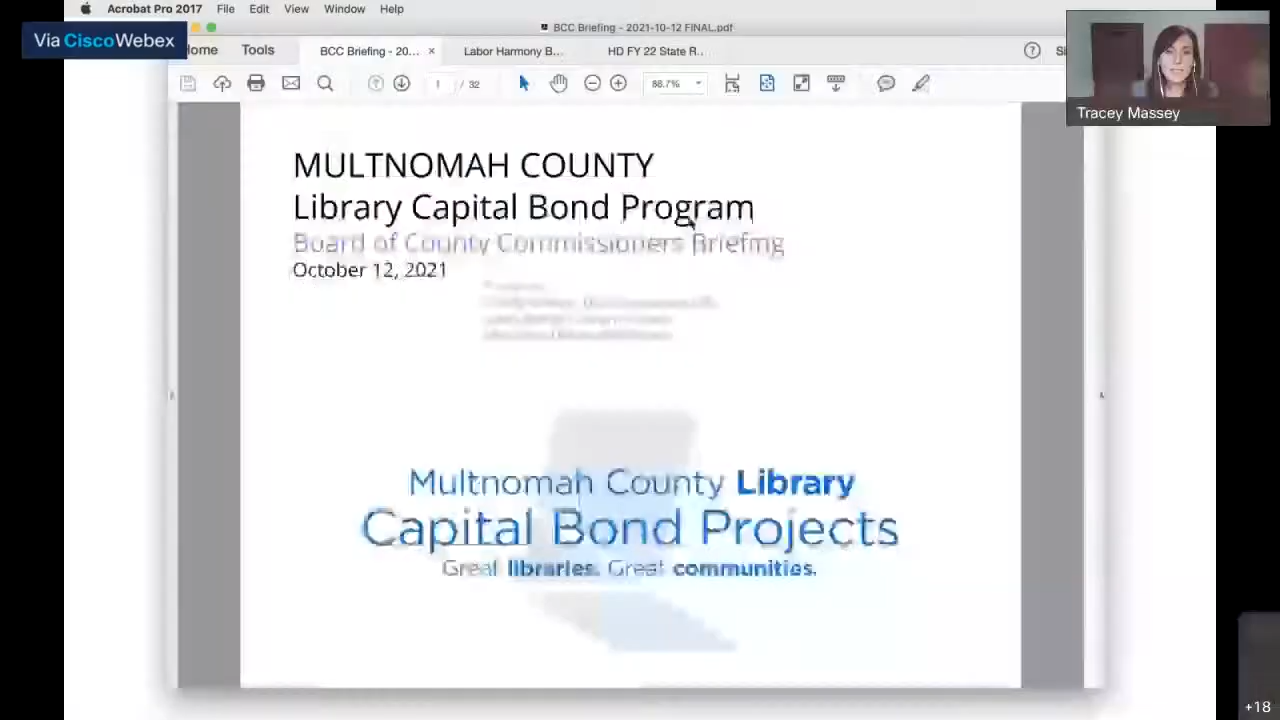 Acrobat Pro 2017 File Edit View Window Help
BCC Briefing - 2021-10-12 FINAL.pdf
Via CiscoWebex
Home Tools BCC Briefing - 20... × Labor Harmony B... HD FY 22 State R...
1 / 32 88.7%
Tracey Massey
MULTNOMAH COUNTY
Library Capital Bond Program
Board of County Commissioners Briefing
October 12, 2021
Multnomah County Library
Capital Bond Projects
Great libraries. Great communities.
+18